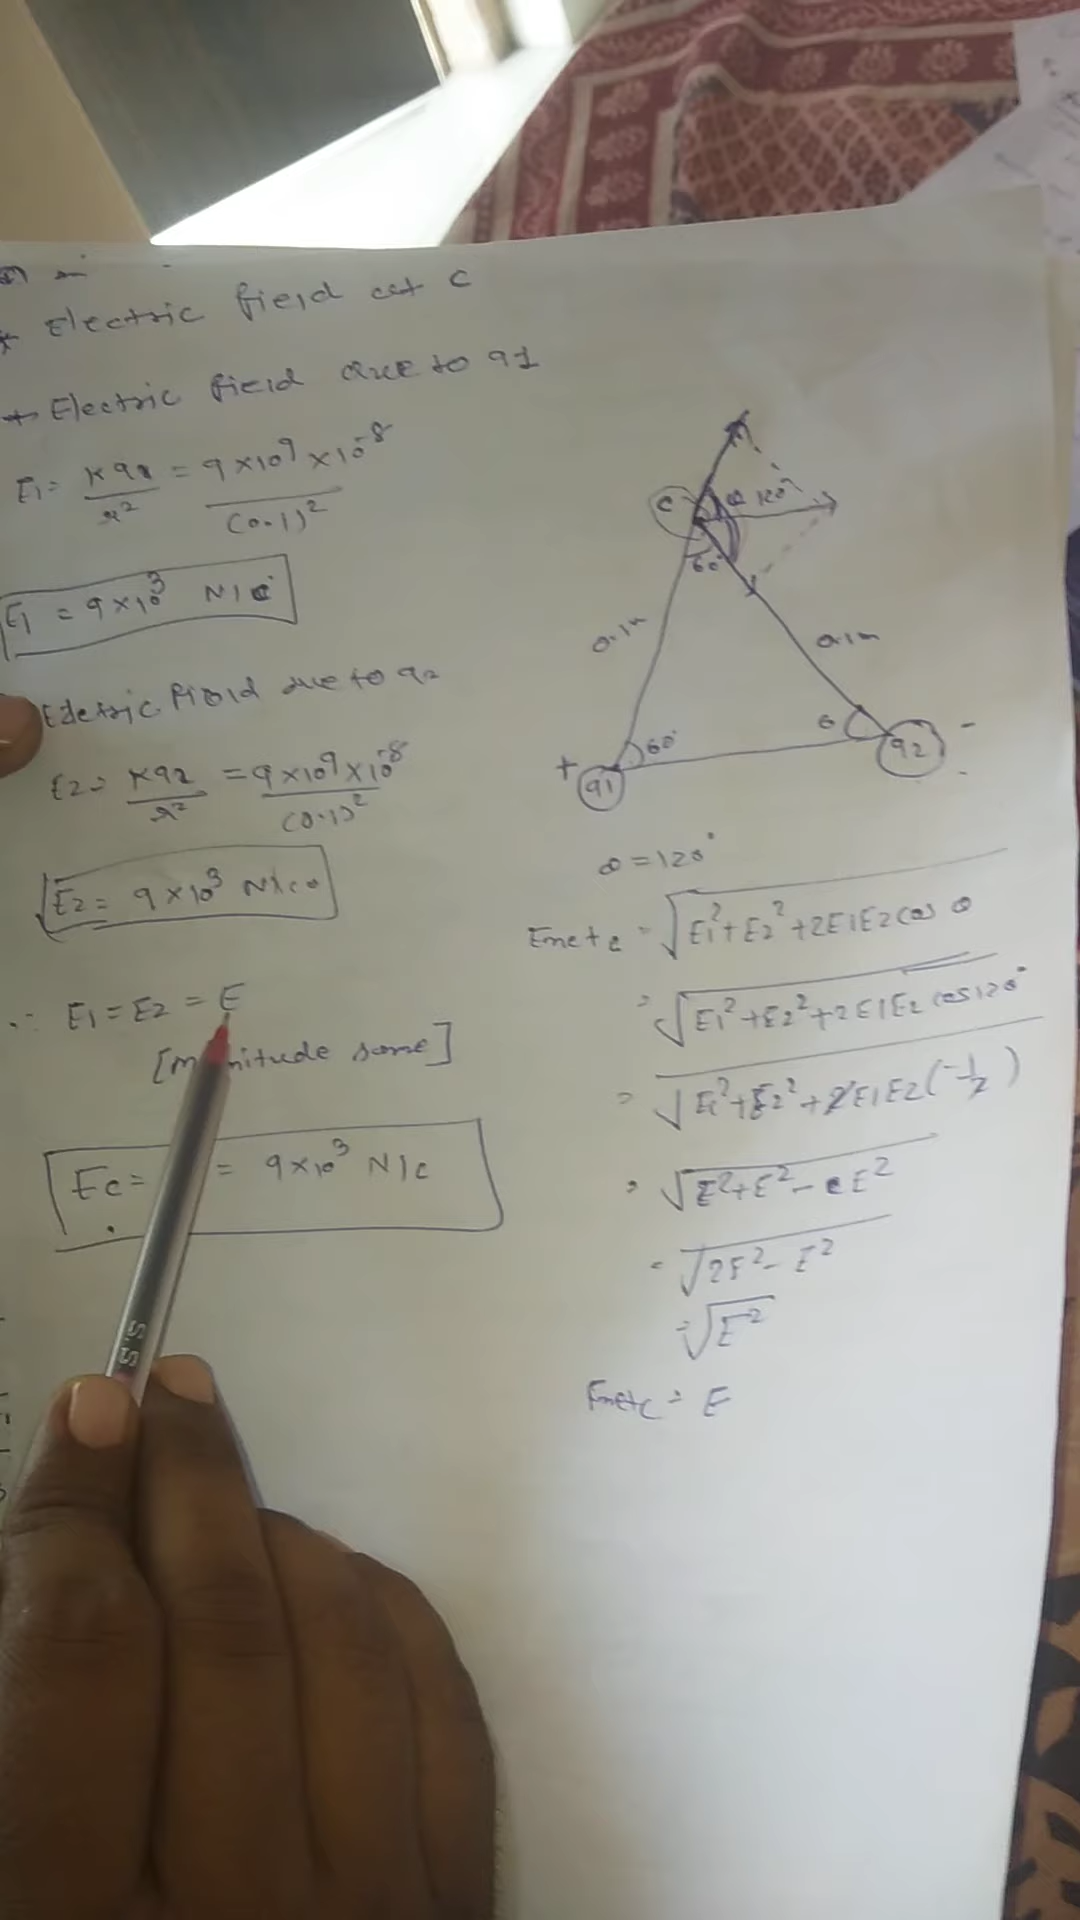 Electric field at C
Electric field due to q1
E1 = Kq1/r² = 9×10⁹×10⁻⁸/(0.1)²
E1 = 9×10³ N/C
Electric field due to q2
E2 = Kq2/r² = 9×10⁹×10⁻⁸/(0.1)²
E2 = 9×10³ N/C
∴ E1 = E2 = E
same]
= 9×10³ N/C
C
120°
60°
0.1m
0.1m
60°
6
+
q1
q2
-
θ = 120°
Enet c = √E1²+E2²+2E1E2 cos θ
= √E1²+E2²+2E1E2 cos 120°
= √E1²+E2²+2E1E2(-1/2)
= √E²+E²-E²
= √2E²-E²
= √E²
Enet c = E
S.S